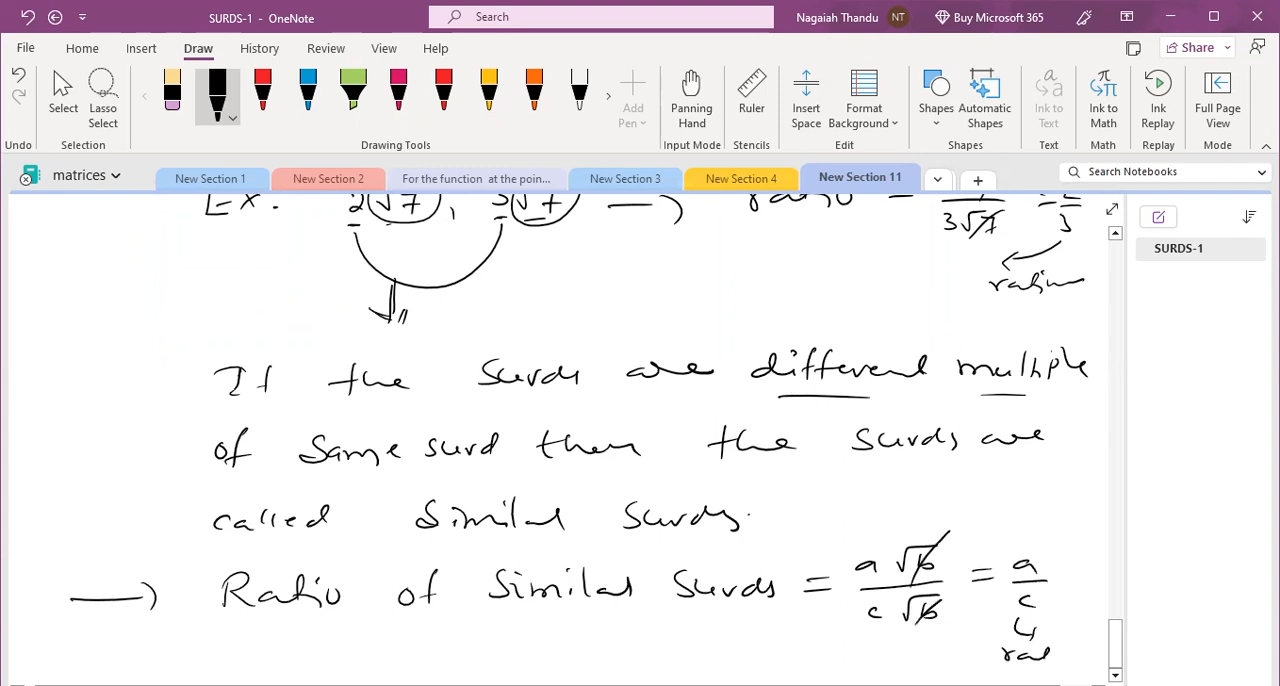 SURDS-1 - OneNote
Search
Nagaiah Thandu NT
Buy Microsoft 365
File Home Insert Draw History Review View Help
Share
Select
Lasso Select
Add Pen
Panning Hand
Ruler
Insert Space
Format Background
Shapes
Automatic Shapes
Ink to Text
Ink to Math
Ink Replay
Full Page View
Undo Selection Drawing Tools Input Mode Stencils Edit Shapes Text Math Replay Mode
matrices
New Section 1
New Section 2
For the function at the poin...
New Section 3
New Section 4
New Section 11
Search Notebooks
SURDS-1
Ex: 2√7, 3√7 → ratio = / 3√7 = 2/3
If the surds are different multiple
of same surd then the surds are
called similar surds.
→ Ratio of similar surds = a√b / c√b = a/c
rat